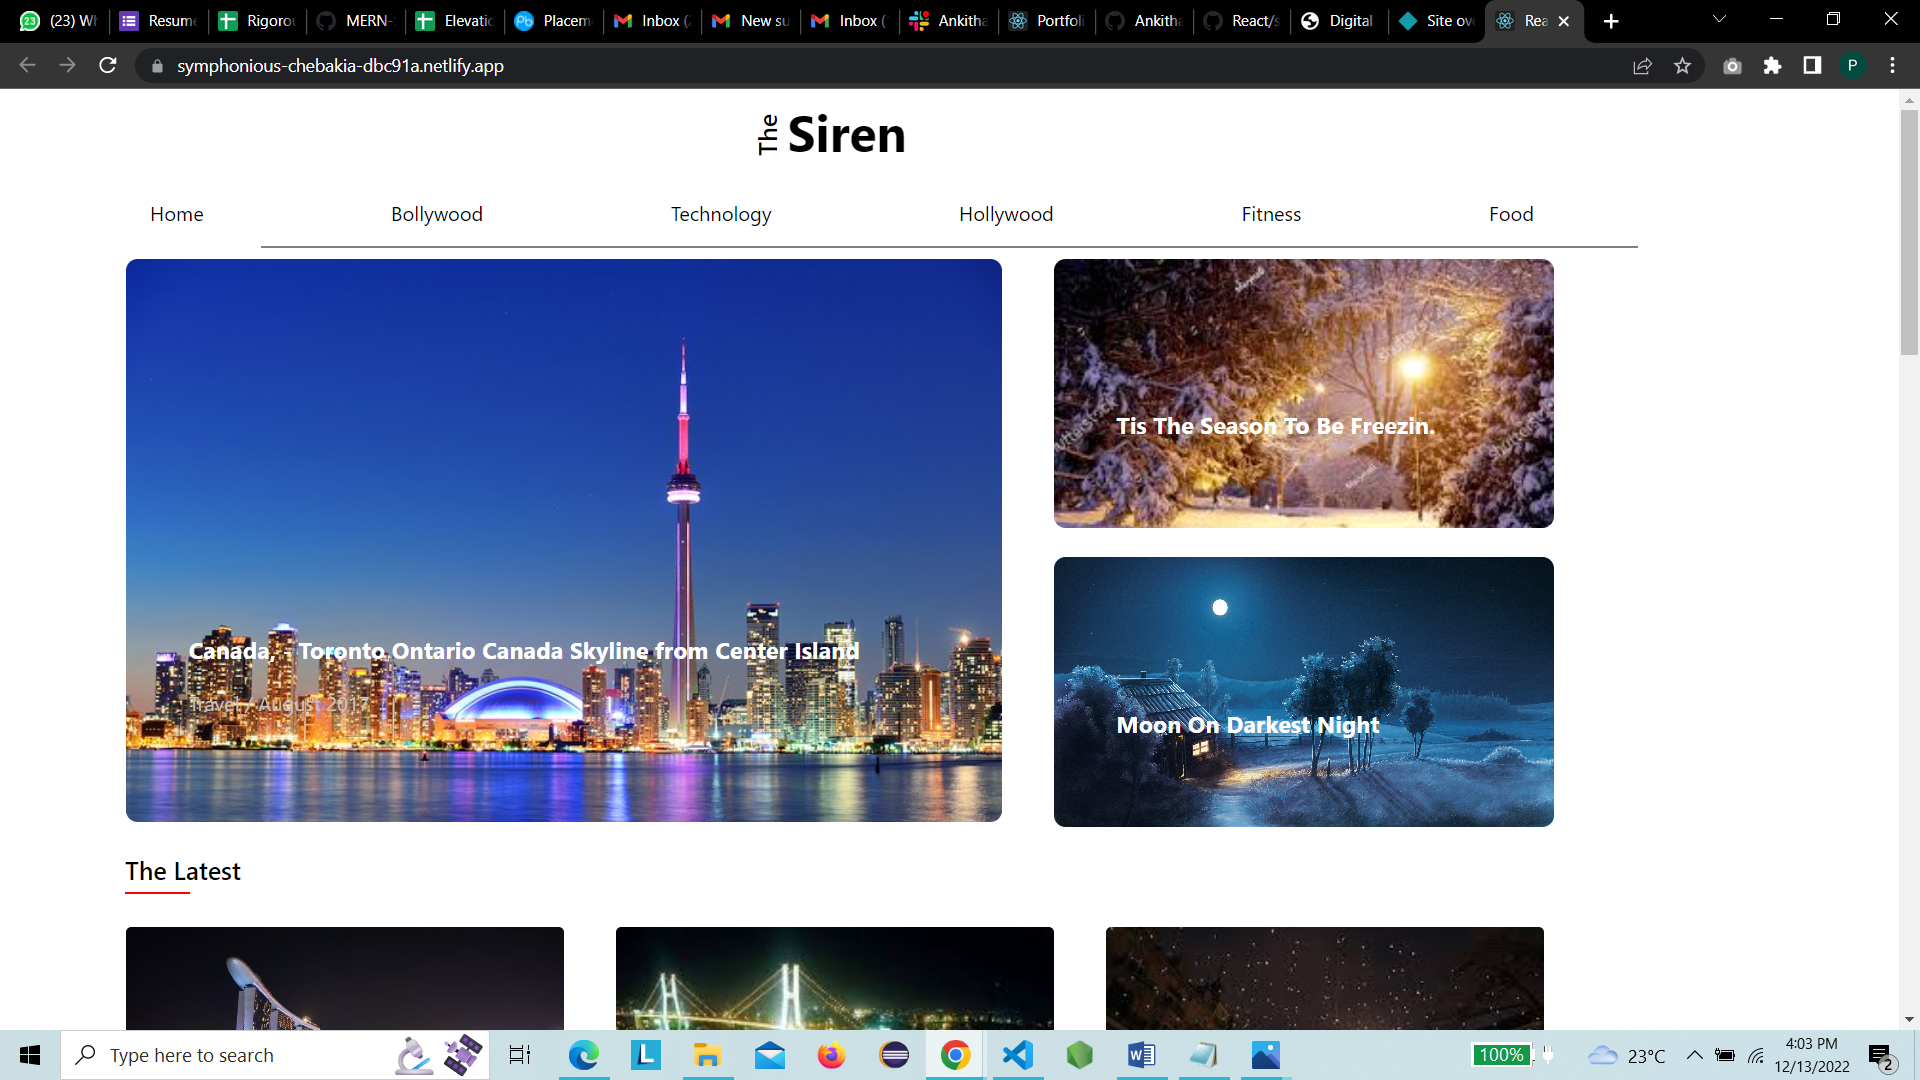 (23) Wh
Resume
Rigorou
MERN-
Elevatic
Placem
Inbox (2
New su
Inbox (
Ankitha
Portfoli
Ankitha
React/s
Digital
Site ove
Rea
symphonious-chebakia-dbc91a.netlify.app
P
The Siren
Home Bollywood Technology Hollywood Fitness Food
Tis The Season To Be Freezin.
Canada, - Toronto Ontario Canada Skyline from Center Island
Travel / August 2017
Moon On Darkest Night
The Latest
Type here to search
100%
23°C
4:03 PM
12/13/2022
2